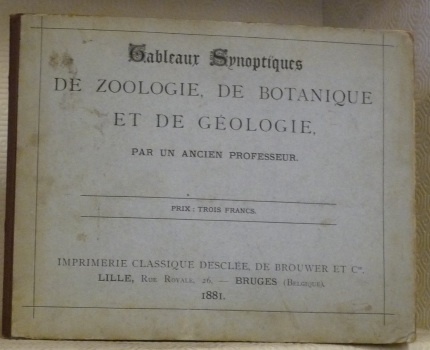 Tableaux Synoptiques
DE ZOOLOGIE, DE BOTANIQUE
ET DE GÉOLOGIE,
PAR UN ANCIEN PROFESSEUR.
PRIX : TROIS FRANCS.
IMPRIMERIE CLASSIQUE DESCLÉE, DE BROUWER ET Cie.
LILLE, RUE ROYALE, 26, — BRUGES (BELGIQUE).
1881.